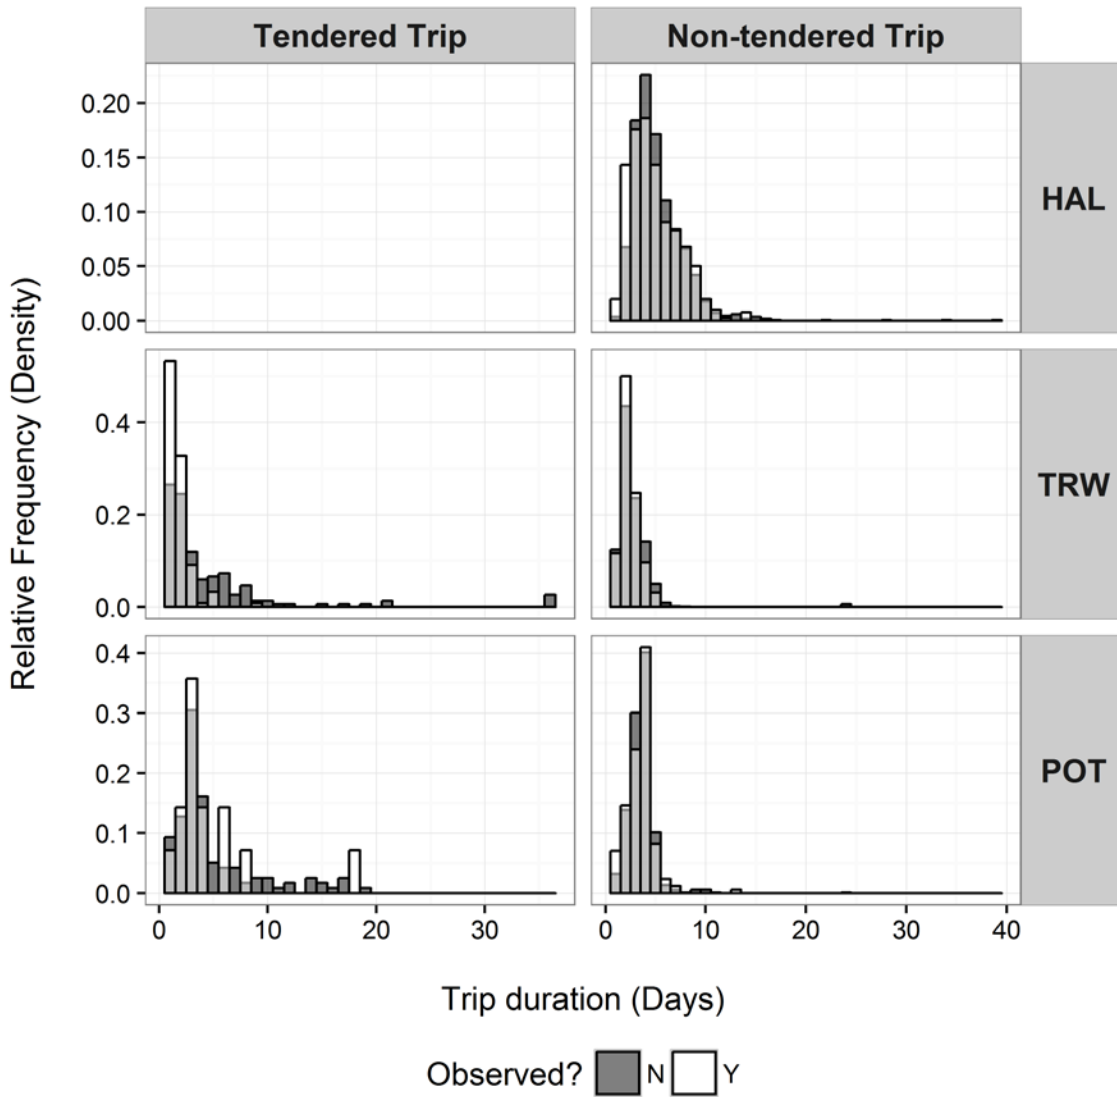 Tendered Trip Non-tendered Trip
0.20
0.15
0.10
0.05
0.00
HAL
0.4
0.2
0.0
TRW
0.4
0.3
0.2
0.1
0.0
POT
0 10 20 30 0 10 20 30 40
Relative Frequency (Density)
Trip duration (Days)
Observed? N Y